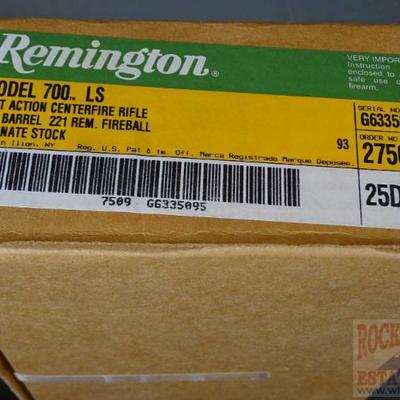 Remington®
VERY IMPOR
Instruction
enclosed to
safe use o
firearm.
ODEL 700™ LS
T ACTION CENTERFIRE RIFLE
BARREL 221 REM. FIREBALL
NATE STOCK
n Ilion, NY Reg. U.S. Pat & tm. Off. Marca Registrado Marque Deposee.
93
SERIAL NO
G6335
ORDER NO
275
25D
7509 G6335095
ROCK
ESTA